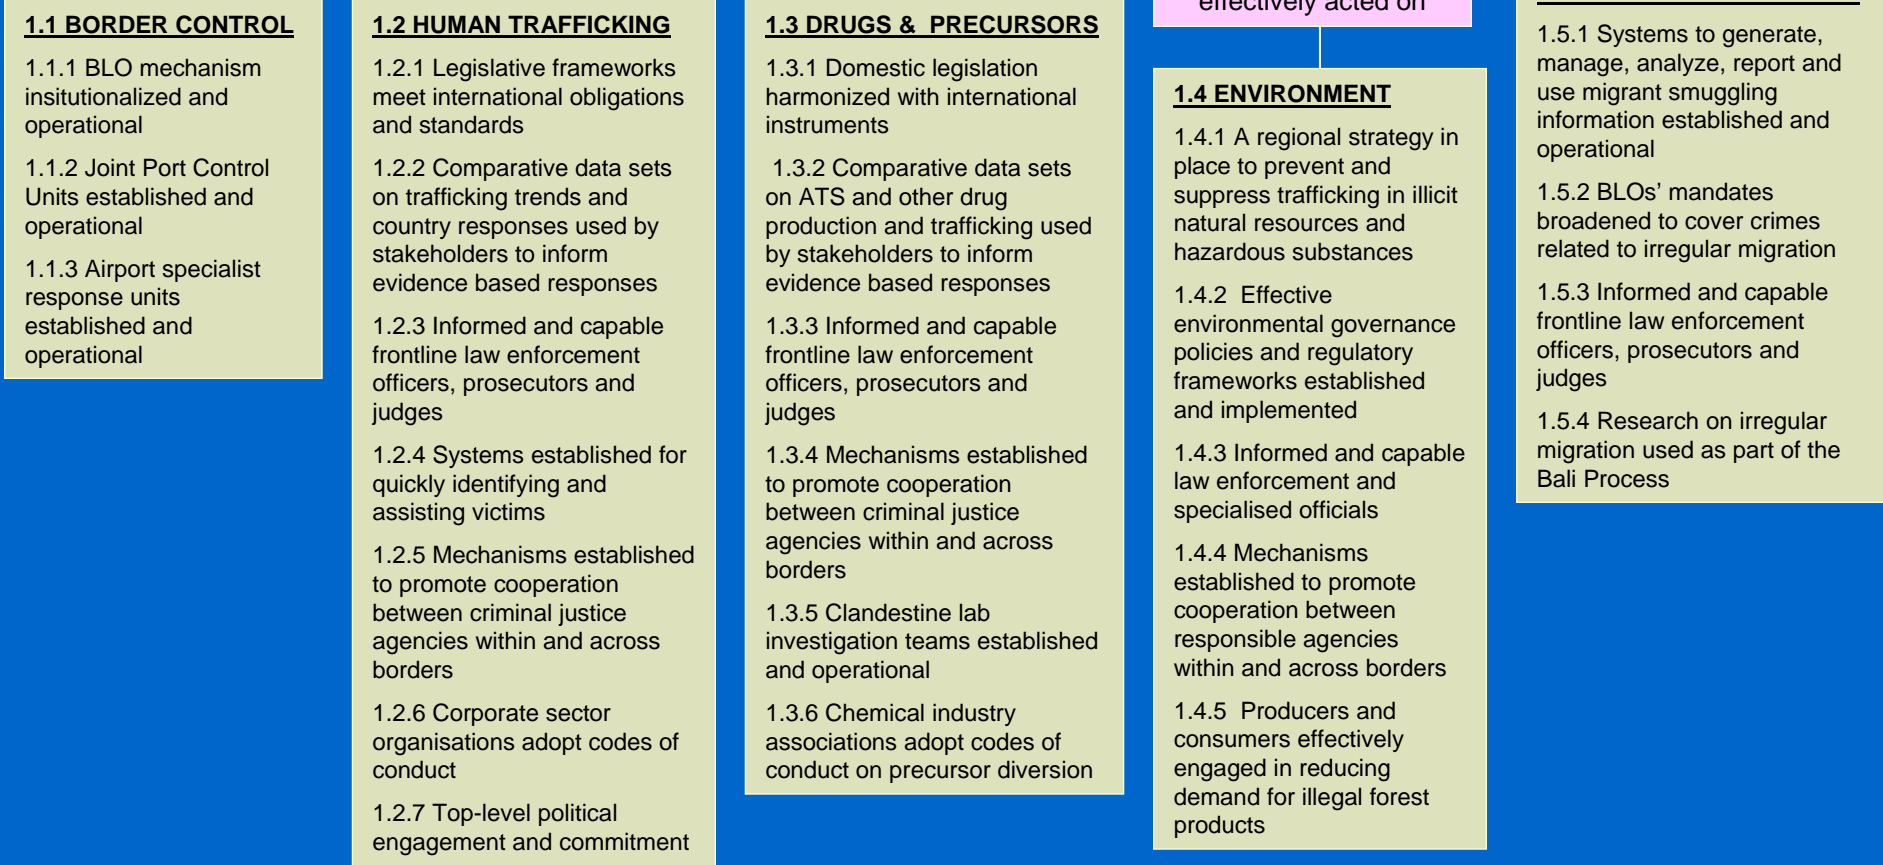 1.1 BORDER CONTROL
1.1.1 BLO mechanism
insitutionalized and
operational
1.1.2 Joint Port Control
Units established and
operational
1.1.3 Airport specialist
response units
established and
operational
1.2 HUMAN TRAFFICKING
1.2.1 Legislative frameworks
meet international obligations
and standards
1.2.2 Comparative data sets
on trafficking trends and
country responses used by
stakeholders to inform
evidence based responses
1.2.3 Informed and capable
frontline law enforcement
officers, prosecutors and
judges
1.2.4 Systems established for
quickly identifying and
assisting victims
1.2.5 Mechanisms established
to promote cooperation
between criminal justice
agencies within and across
borders
1.2.6 Corporate sector
organisations adopt codes of
conduct
1.2.7 Top-level political
engagement and commitment
1.3 DRUGS & PRECURSORS
1.3.1 Domestic legislation
harmonized with international
instruments
1.3.2 Comparative data sets
on ATS and other drug
production and trafficking used
by stakeholders to inform
evidence based responses
1.3.3 Informed and capable
frontline law enforcement
officers, prosecutors and
judges
1.3.4 Mechanisms established
to promote cooperation
between criminal justice
agencies within and across
borders
1.3.5 Clandestine lab
investigation teams established
and operational
1.3.6 Chemical industry
associations adopt codes of
conduct on precursor diversion
effectively acted on
1.4 ENVIRONMENT
1.4.1 A regional strategy in
place to prevent and
suppress trafficking in illicit
natural resources and
hazardous substances
1.4.2 Effective
environmental governance
policies and regulatory
frameworks established
and implemented
1.4.3 Informed and capable
law enforcement and
specialised officials
1.4.4 Mechanisms
established to promote
cooperation between
responsible agencies
within and across borders
1.4.5 Producers and
consumers effectively
engaged in reducing
demand for illegal forest
products
1.5.1 Systems to generate,
manage, analyze, report and
use migrant smuggling
information established and
operational
1.5.2 BLOs’ mandates
broadened to cover crimes
related to irregular migration
1.5.3 Informed and capable
frontline law enforcement
officers, prosecutors and
judges
1.5.4 Research on irregular
migration used as part of the
Bali Process